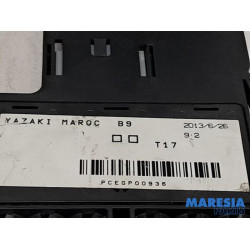 YAZAKI MAROC B9
2013/6/26
9:2
T17
PCEGP00936
MARESIA